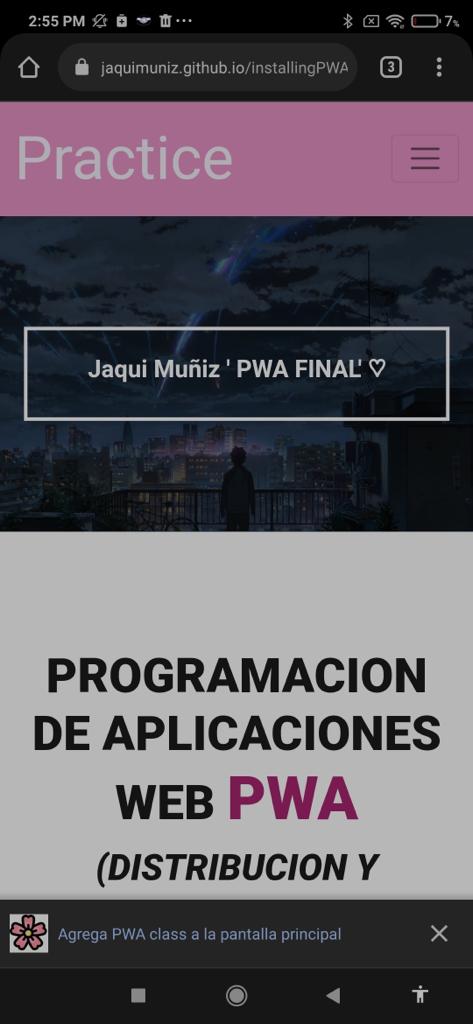 2:55 PM
7%
jaquimuniz.github.io/installingPWA
3
Practice
Jaqui Muñiz ' PWA FINAL' ♡
PROGRAMACION
DE APLICACIONES
WEB PWA
(DISTRIBUCION Y
Agrega PWA class a la pantalla principal